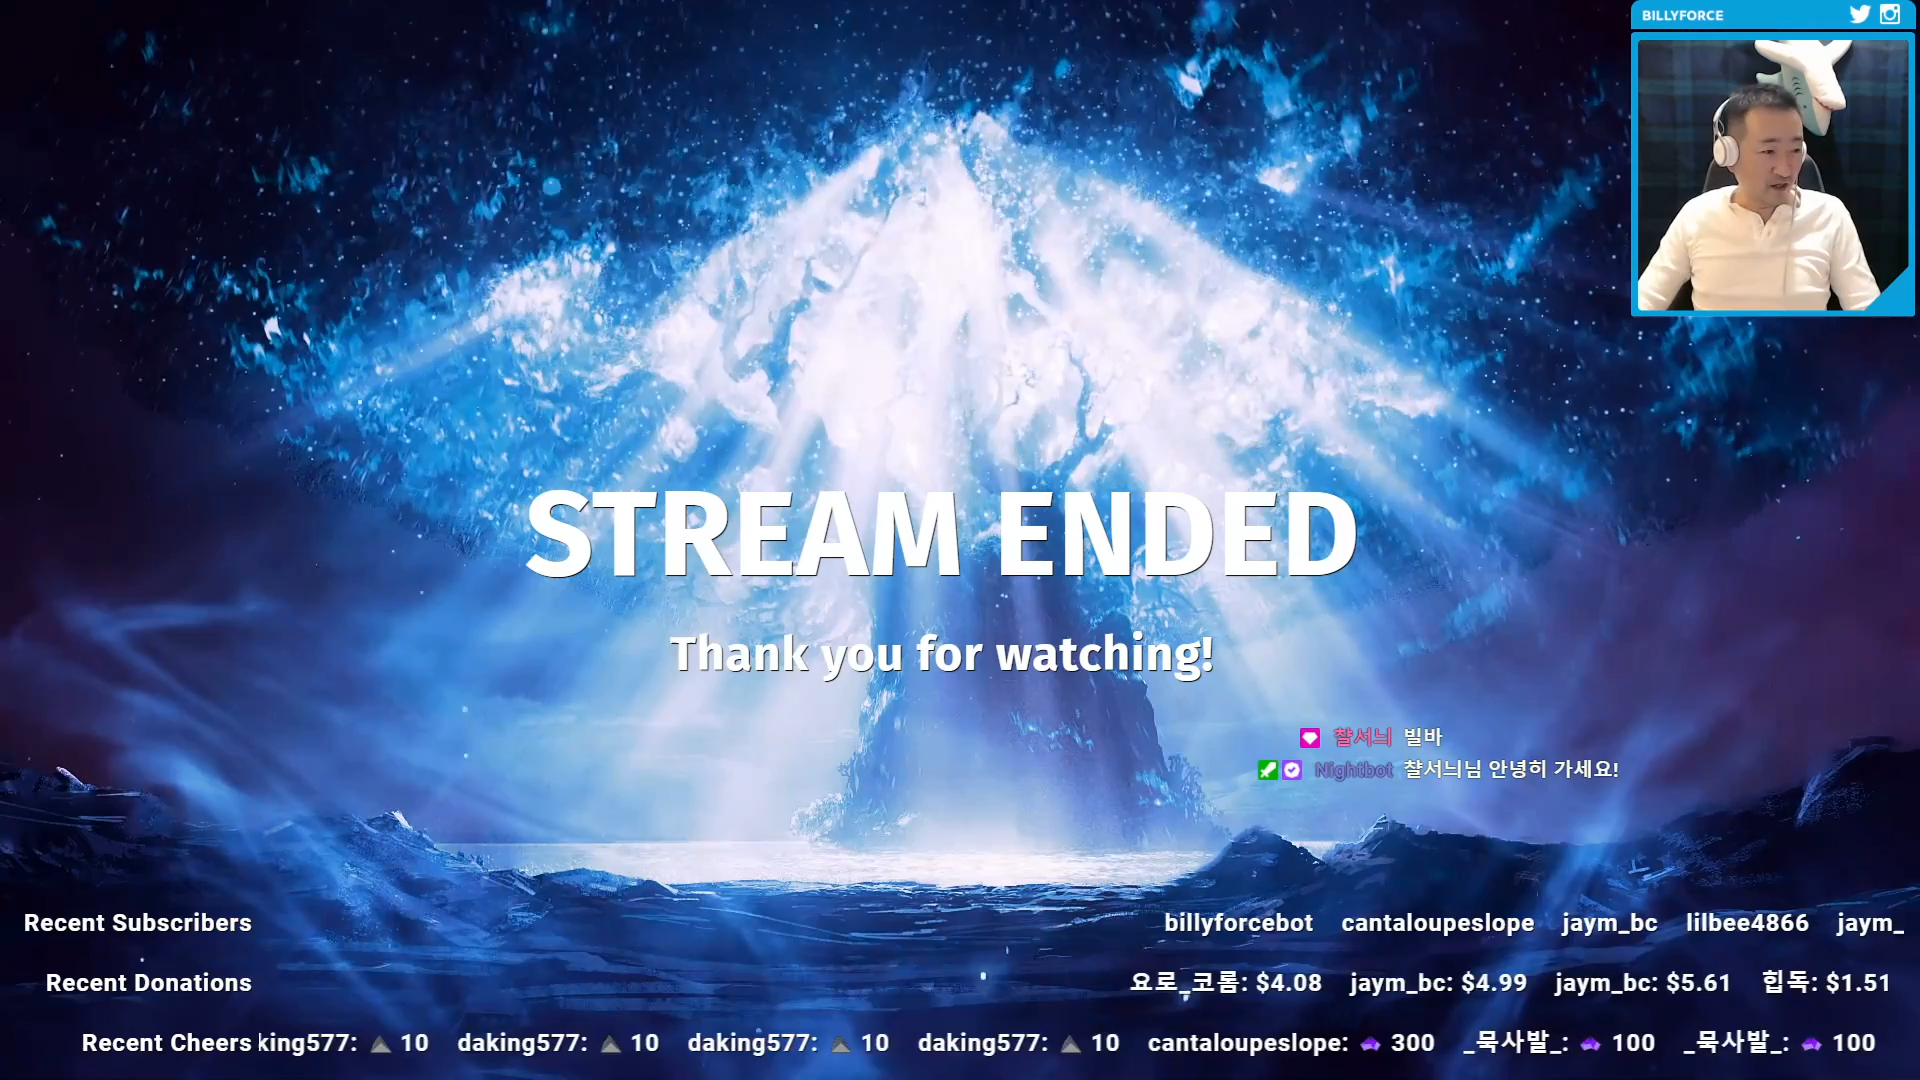 BILLYFORCE
STREAM ENDED
Thank you for watching!
챨서늬 빌바
Nightbot 챨서늬님 안녕히 가세요!
Recent Subscribers billyforcebot cantaloupeslope jaym_bc lilbee4866 jaym_
Recent Donations 요로_코롬: $4.08 jaym_bc: $4.99 jaym_bc: $5.61 힙독: $1.51
Recent Cheers king577: 10 daking577: 10 daking577: 10 daking577: 10 cantaloupeslope: 300 _묵사발_: 100 _묵사발_: 100